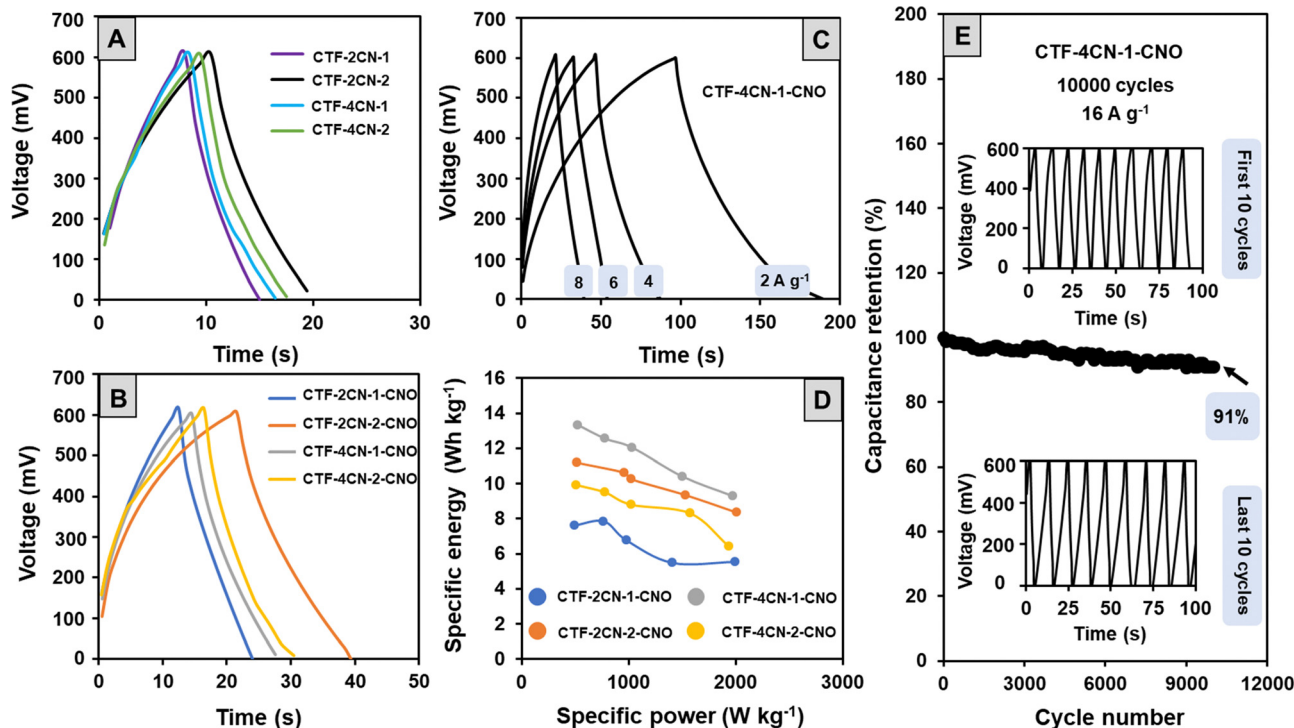 A
Voltage (mV)
700
600
500
400
300
200
100
0
0 10 20 30
Time (s)
CTF-2CN-1
CTF-2CN-2
CTF-4CN-1
CTF-4CN-2
C
Voltage (mV)
700
600
500
400
300
200
100
0
0 50 100 150 200
Time (s)
CTF-4CN-1-CNO
8 6 4 2 A g⁻¹
B
Voltage (mV)
700
600
500
400
300
200
100
0
0 10 20 30 40 50
Time (s)
CTF-2CN-1-CNO
CTF-2CN-2-CNO
CTF-4CN-1-CNO
CTF-4CN-2-CNO
D
Specific energy (Wh kg⁻¹)
16
14
12
10
8
6
4
2
0
0 1000 2000 3000
Specific power (W kg⁻¹)
CTF-2CN-1-CNO
CTF-4CN-1-CNO
CTF-2CN-2-CNO
CTF-4CN-2-CNO
E
Capacitance retention (%)
200
180
160
140
120
100
80
60
40
20
0
0 3000 6000 9000 12000
Cycle number
CTF-4CN-1-CNO
10000 cycles
16 A g⁻¹
Voltage (mV)
600
400
200
0
0 25 50 75 100
Time (s)
First 10 cycles
91%
Voltage (mV)
600
400
200
0
0 25 50 75 100
Time (s)
Last 10 cycles